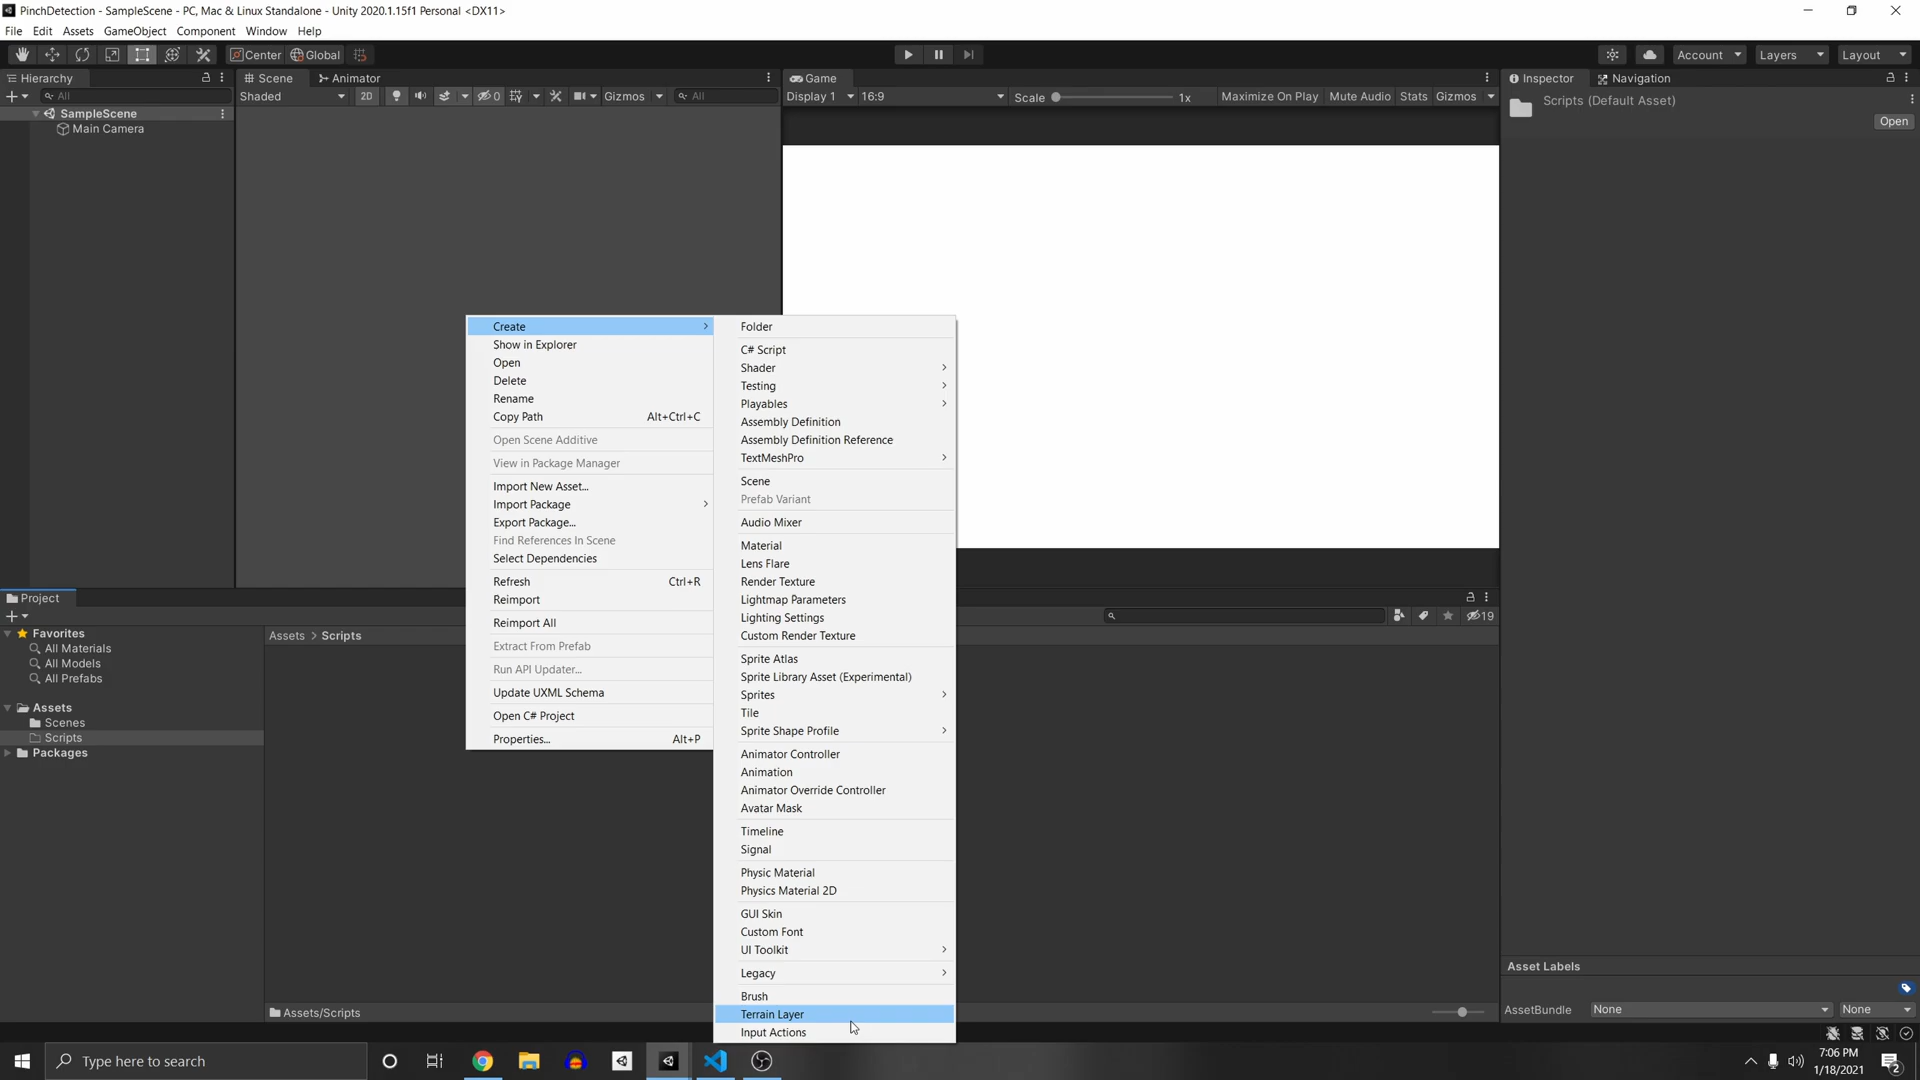 PinchDetection - SampleScene - PC, Mac & Linux Standalone - Unity 2020.1.15f1 Personal <DX11>
File Edit Assets GameObject Component Window Help
Center Global Account Layers Layout
Hierarchy
All
SampleScene
Main Camera
Scene Animator
Shaded 2D 0 Gizmos All
Game
Display 1 16:9 Scale 1x Maximize On Play Mute Audio Stats Gizmos
Inspector Navigation
Scripts (Default Asset)
Open
Create
Show in Explorer
Open
Delete
Rename
Copy Path Alt+Ctrl+C
Open Scene Additive
View in Package Manager
Import New Asset...
Import Package
Export Package...
Find References In Scene
Select Dependencies
Refresh Ctrl+R
Reimport
Reimport All
Extract From Prefab
Run API Updater...
Update UXML Schema
Open C# Project
Properties... Alt+P
Folder
C# Script
Shader
Testing
Playables
Assembly Definition
Assembly Definition Reference
TextMeshPro
Scene
Prefab Variant
Audio Mixer
Material
Lens Flare
Render Texture
Lightmap Parameters
Lighting Settings
Custom Render Texture
Sprite Atlas
Sprite Library Asset (Experimental)
Sprites
Tile
Sprite Shape Profile
Animator Controller
Animation
Animator Override Controller
Avatar Mask
Timeline
Signal
Physic Material
Physics Material 2D
GUI Skin
Custom Font
UI Toolkit
Legacy
Brush
Terrain Layer
Input Actions
Project
19
Favorites
All Materials
All Models
All Prefabs
Assets
Scenes
Scripts
Packages
Assets > Scripts
Assets/Scripts
Asset Labels
AssetBundle None None
Type here to search
7:06 PM
1/18/2021
2